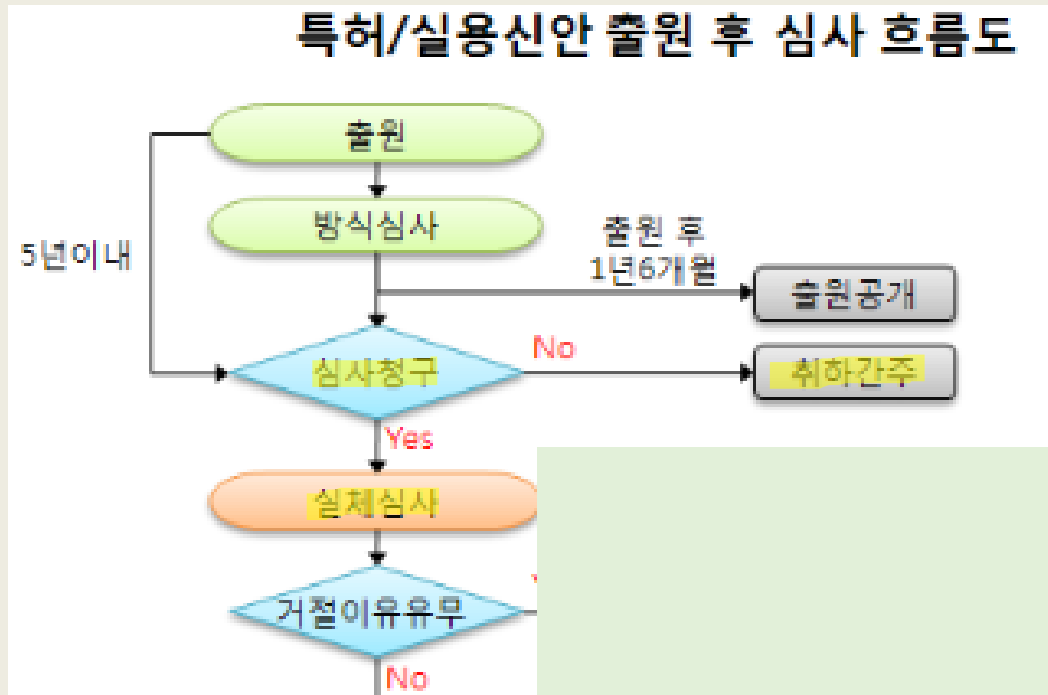 특허/실용신안 출원 후 심사 흐름도
출원
방식심사
5년이내
출원 후
1년6개월
출원공개
심사청구
No
취하간주
Yes
실체심사
거절이유유무
No